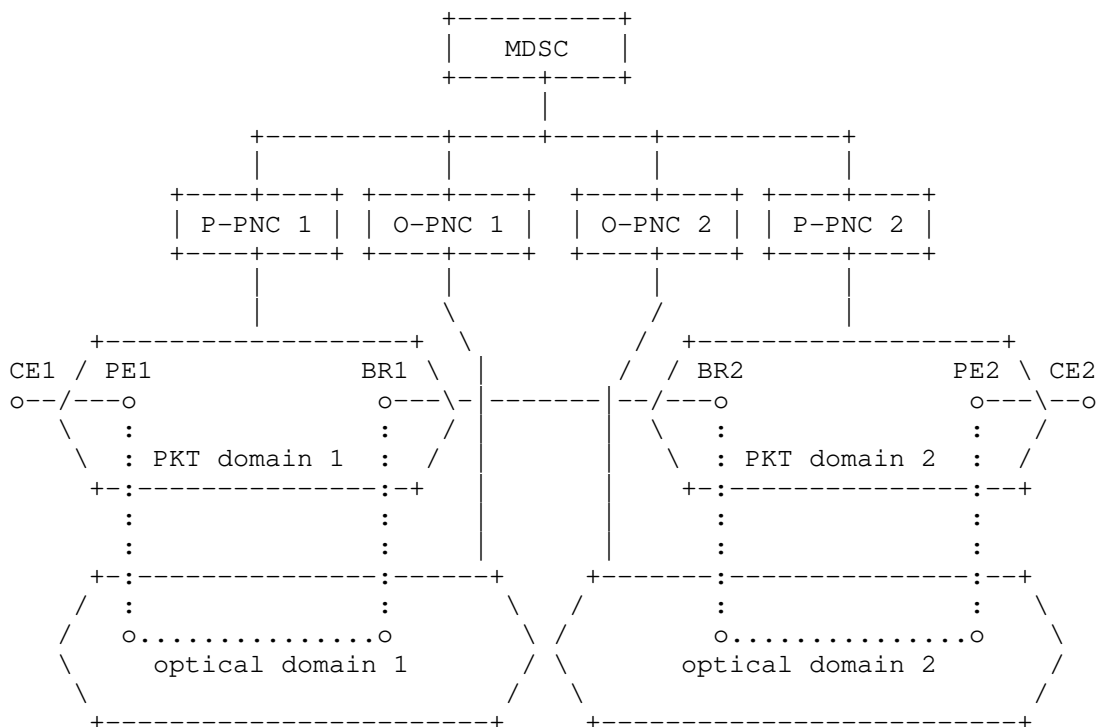 MDSC
P-PNC 1 O-PNC 1 O-PNC 2 P-PNC 2
CE1 PE1 BR1 BR2 PE2 CE2
PKT domain 1 PKT domain 2
optical domain 1 optical domain 2